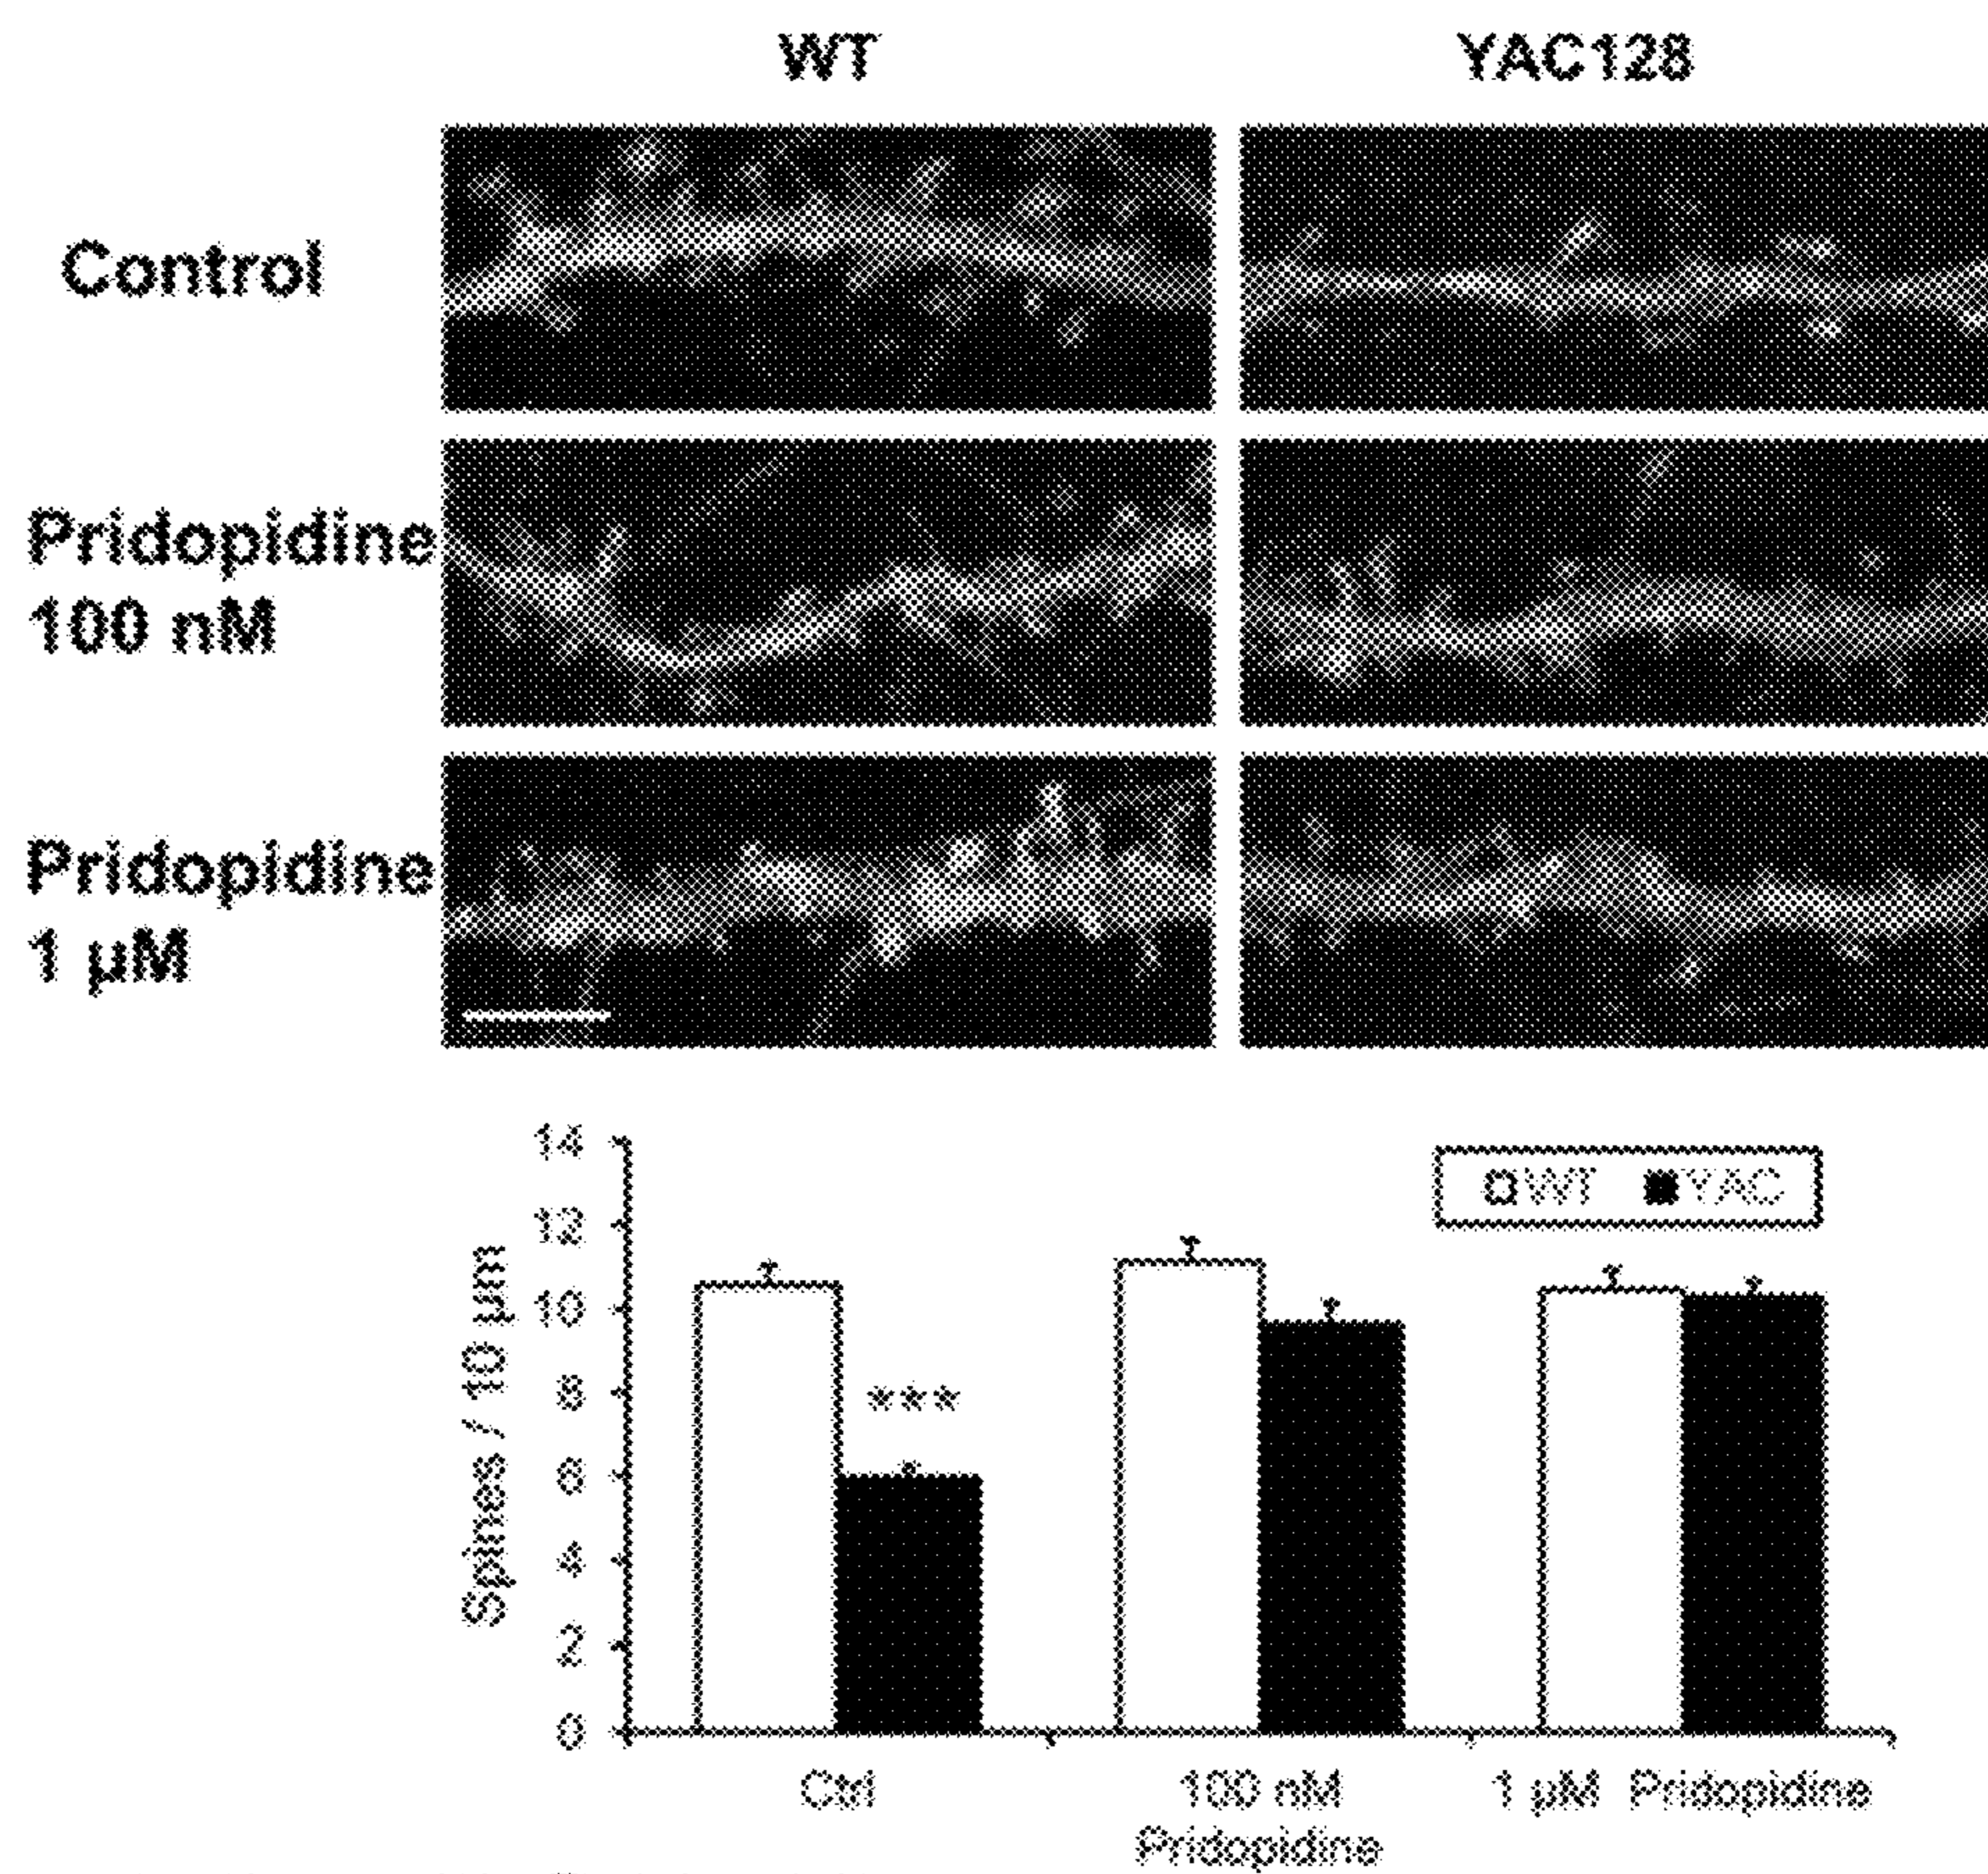 WT YAC128
Control
Pridopidine
100 nM
Pridopidine
1 µM
14
12
10
8
6
4
2
0
Spines / 10 µm
WT YAC
***
Ctrl
100 nM
Pridopidine
1 µM Pridopidine